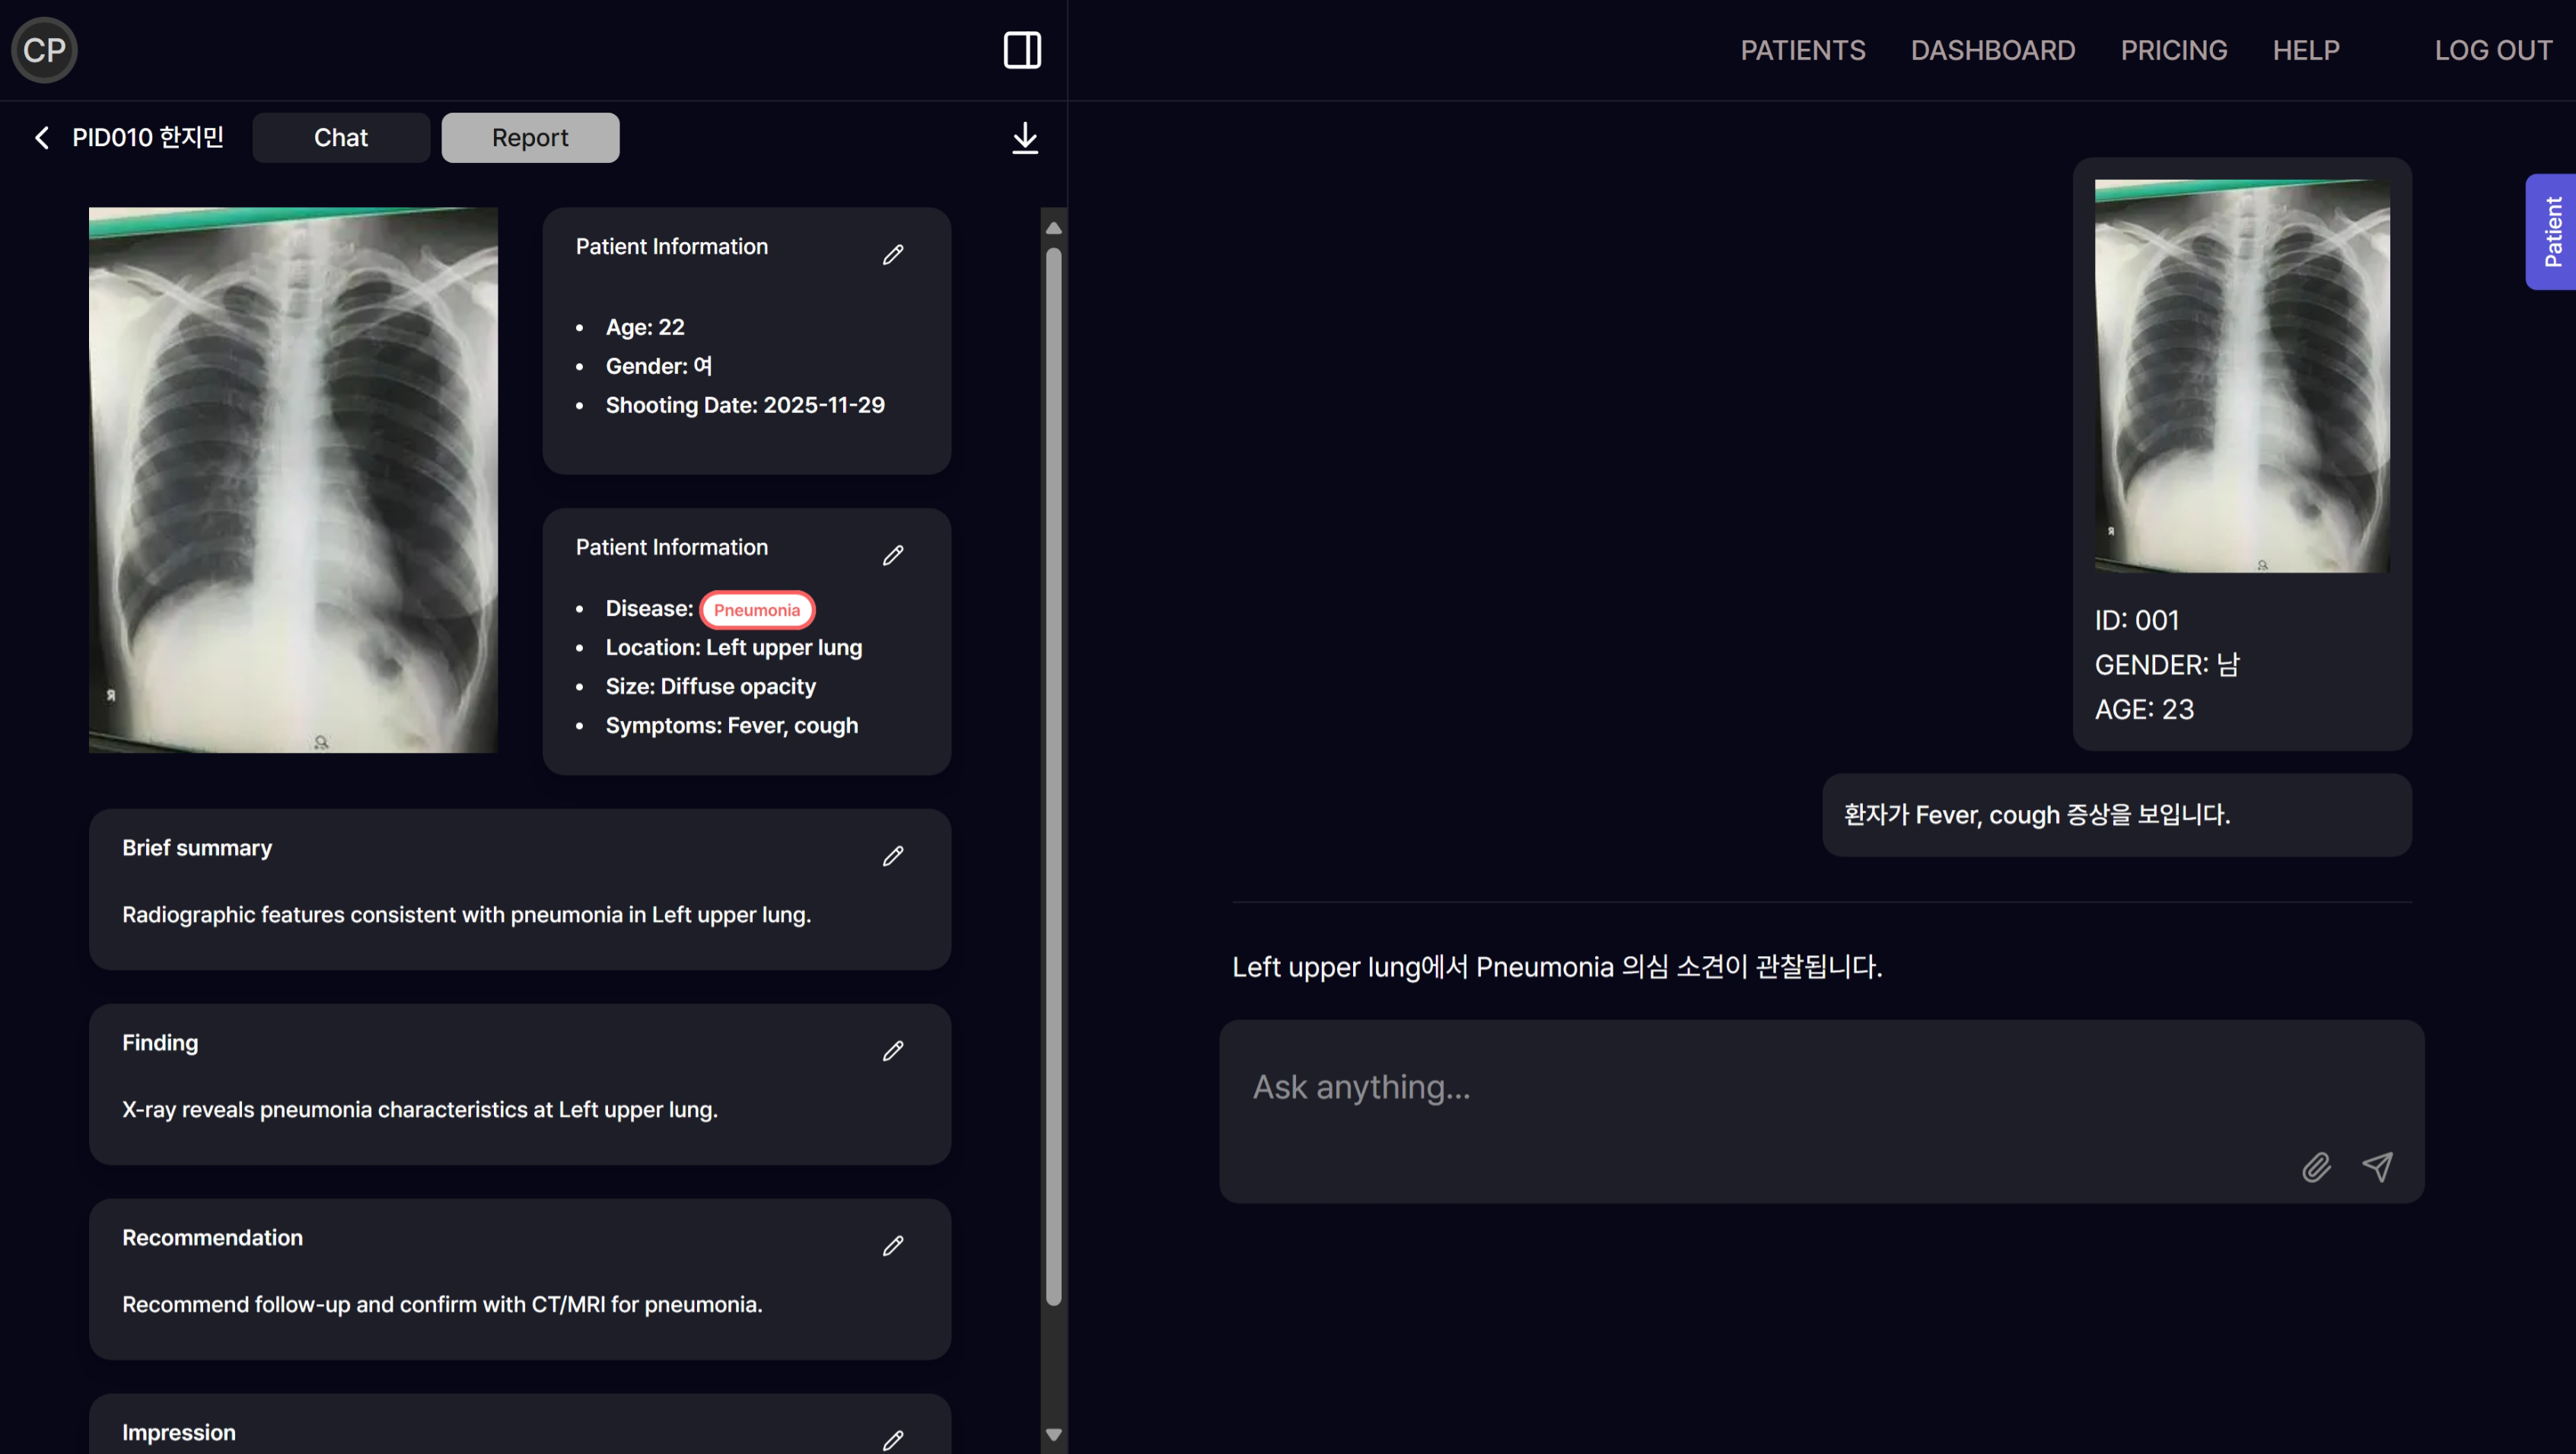 CP
PATIENTS DASHBOARD PRICING HELP LOG OUT
PID010 한지민
Chat
Report
Patient Information
Age: 22
Gender: 여
Shooting Date: 2025-11-29
Patient Information
Disease: Pneumonia
Location: Left upper lung
Size: Diffuse opacity
Symptoms: Fever, cough
Brief summary
Radiographic features consistent with pneumonia in Left upper lung.
Finding
X-ray reveals pneumonia characteristics at Left upper lung.
Recommendation
Recommend follow-up and confirm with CT/MRI for pneumonia.
Impression
Patient
ID: 001
GENDER: 남
AGE: 23
환자가 Fever, cough 증상을 보입니다.
Left upper lung에서 Pneumonia 의심 소견이 관찰됩니다.
Ask anything...